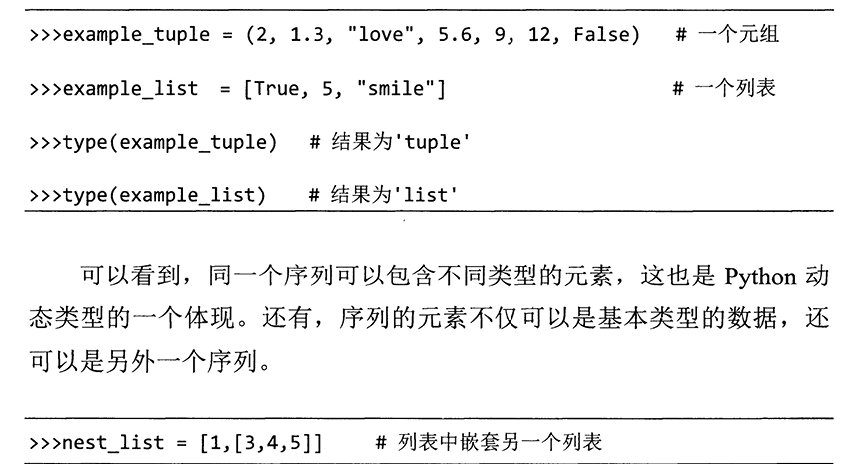 >>>example_tuple = (2, 1.3, "love", 5.6, 9, 12, False)   # 一个元组
>>>example_list  = [True, 5, "smile"]                   # 一个列表
>>>type(example_tuple)   # 结果为'tuple'
>>>type(example_list)    # 结果为'list'
可以看到，同一个序列可以包含不同类型的元素，这也是 Python 动
态类型的一个体现。还有，序列的元素不仅可以是基本类型的数据，还
可以是另外一个序列。
>>>nest_list = [1,[3,4,5]]    # 列表中嵌套另一个列表